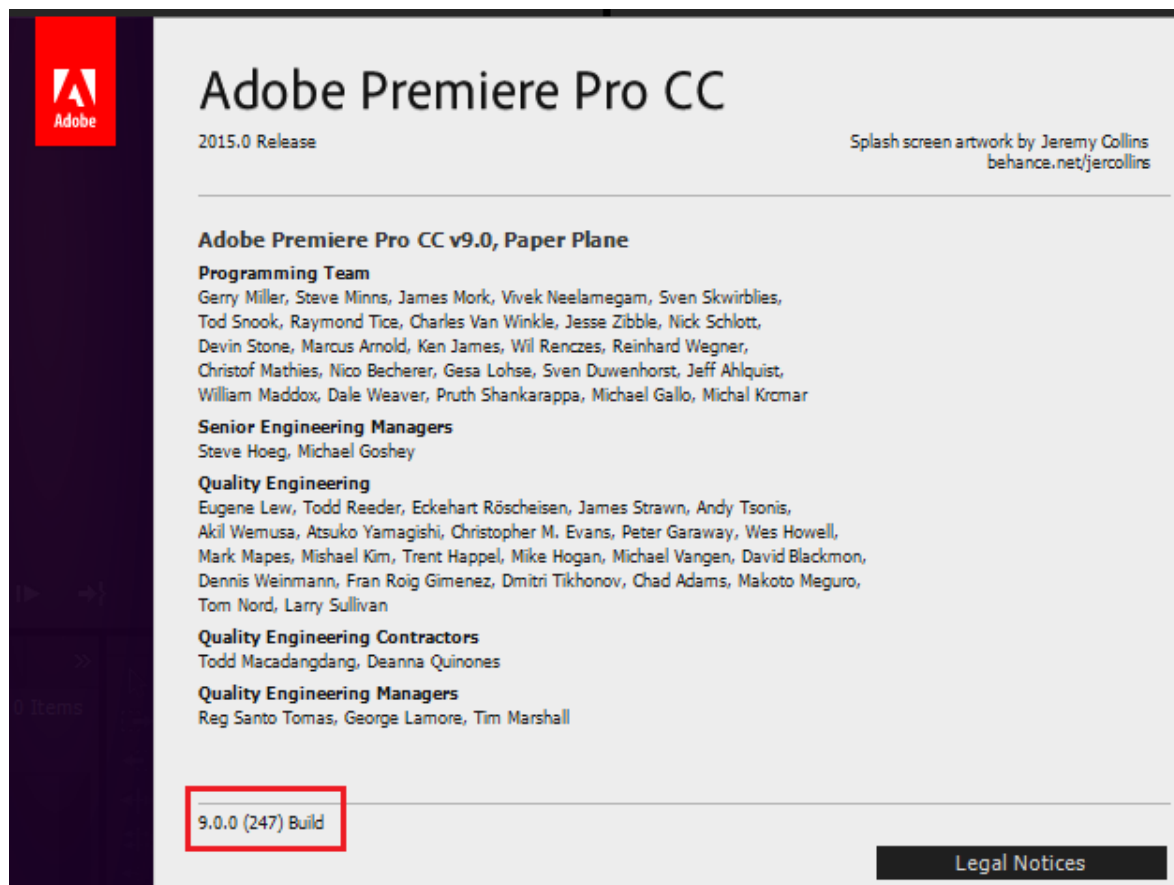 Adobe
Adobe Premiere Pro CC
2015.0 Release
Splash screen artwork by Jeremy Collins
behance.net/jercollins
Adobe Premiere Pro CC v9.0, Paper Plane
Programming Team
Gerry Miller, Steve Minns, James Mork, Vivek Neelamegam, Sven Skwirblies,
Tod Snook, Raymond Tice, Charles Van Winkle, Jesse Zibble, Nick Schlott,
Devin Stone, Marcus Arnold, Ken James, Wil Renczes, Reinhard Wegner,
Christof Mathies, Nico Becherer, Gesa Lohse, Sven Duwenhorst, Jeff Ahlquist,
William Maddox, Dale Weaver, Pruth Shankarappa, Michael Gallo, Michal Krcmar
Senior Engineering Managers
Steve Hoeg, Michael Goshey
Quality Engineering
Eugene Lew, Todd Reeder, Eckehart Röscheisen, James Strawn, Andy Tsonis,
Akil Wemusa, Atsuko Yamagishi, Christopher M. Evans, Peter Garaway, Wes Howell,
Mark Mapes, Mishael Kim, Trent Happel, Mike Hogan, Michael Vangen, David Blackmon,
Dennis Weinmann, Fran Roig Gimenez, Dmitri Tikhonov, Chad Adams, Makoto Meguro,
Tom Nord, Larry Sullivan
Quality Engineering Contractors
Todd Macadangdang, Deanna Quinones
Quality Engineering Managers
Reg Santo Tomas, George Lamore, Tim Marshall
0 Items
9.0.0 (247) Build
Legal Notices